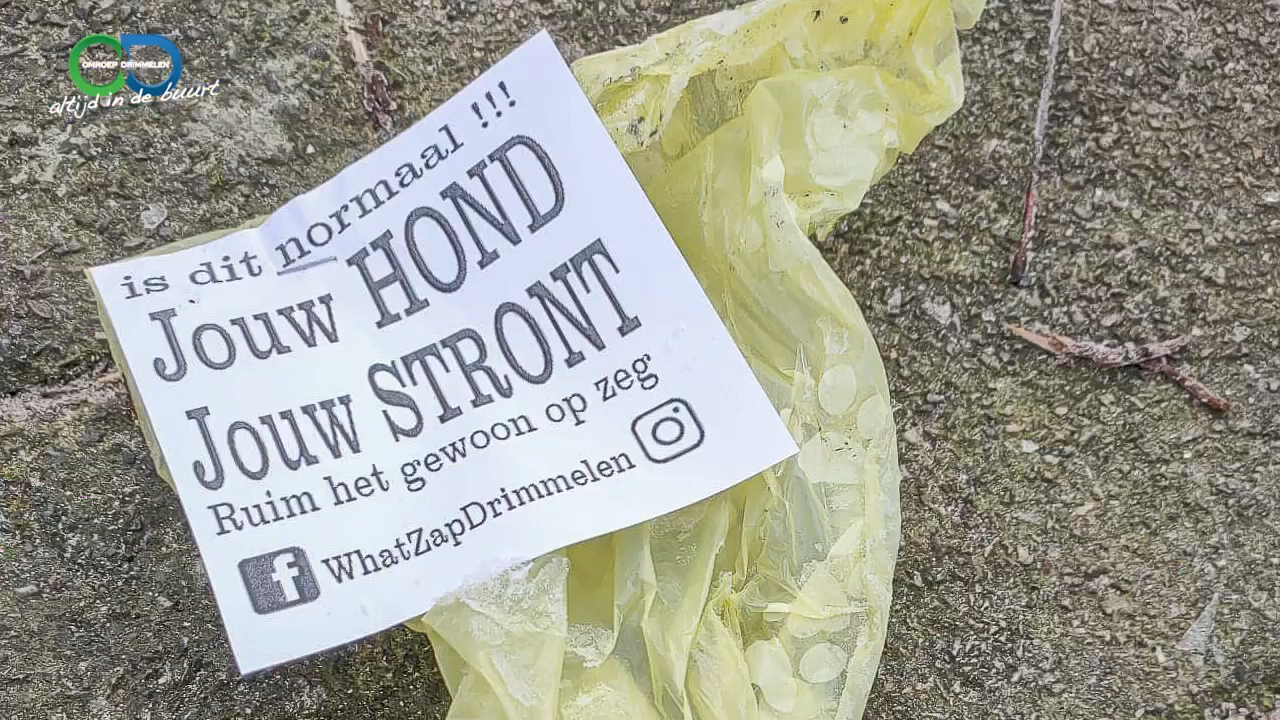 OMROEP DRIMMELEN
altijd in de buurt
is dit normaal !!!
Jouw HOND
Jouw STRONT
Ruim het gewoon op zeg
WhatZapDrimmelen